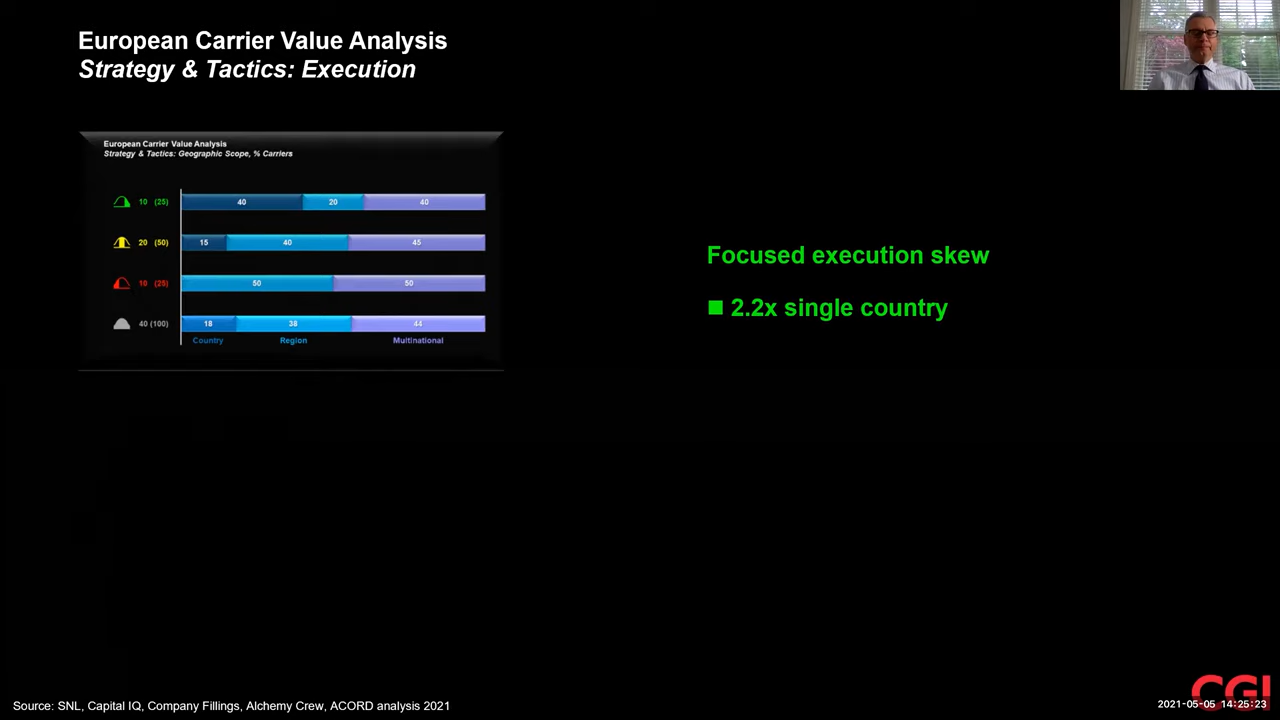 European Carrier Value Analysis
Strategy & Tactics: Execution
European Carrier Value Analysis
Strategy & Tactics: Geographic Scope, % Carriers
10 (25) 40 20 40
20 (50) 15 40 45
10 (25) 50 50
40 (100) 18 38 44
Country Region Multinational
Focused execution skew
■ 2.2x single country
Source: SNL, Capital IQ, Company Fillings, Alchemy Crew, ACORD analysis 2021
CGI
2021-05-05 14:25:23